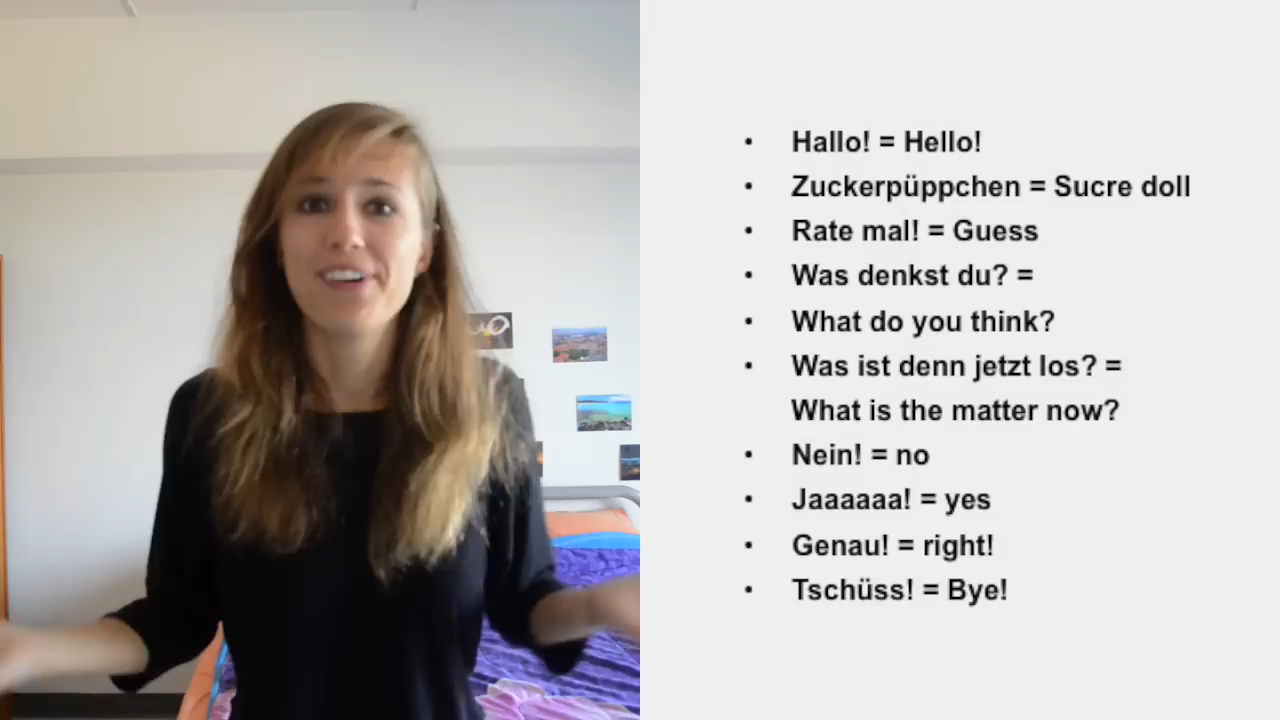 • Hallo! = Hello!
• Zuckerpüppchen = Sucre doll
• Rate mal! = Guess
• Was denkst du? =
• What do you think?
• Was ist denn jetzt los? =
What is the matter now?
• Nein! = no
• Jaaaaaa! = yes
• Genau! = right!
• Tschüss! = Bye!